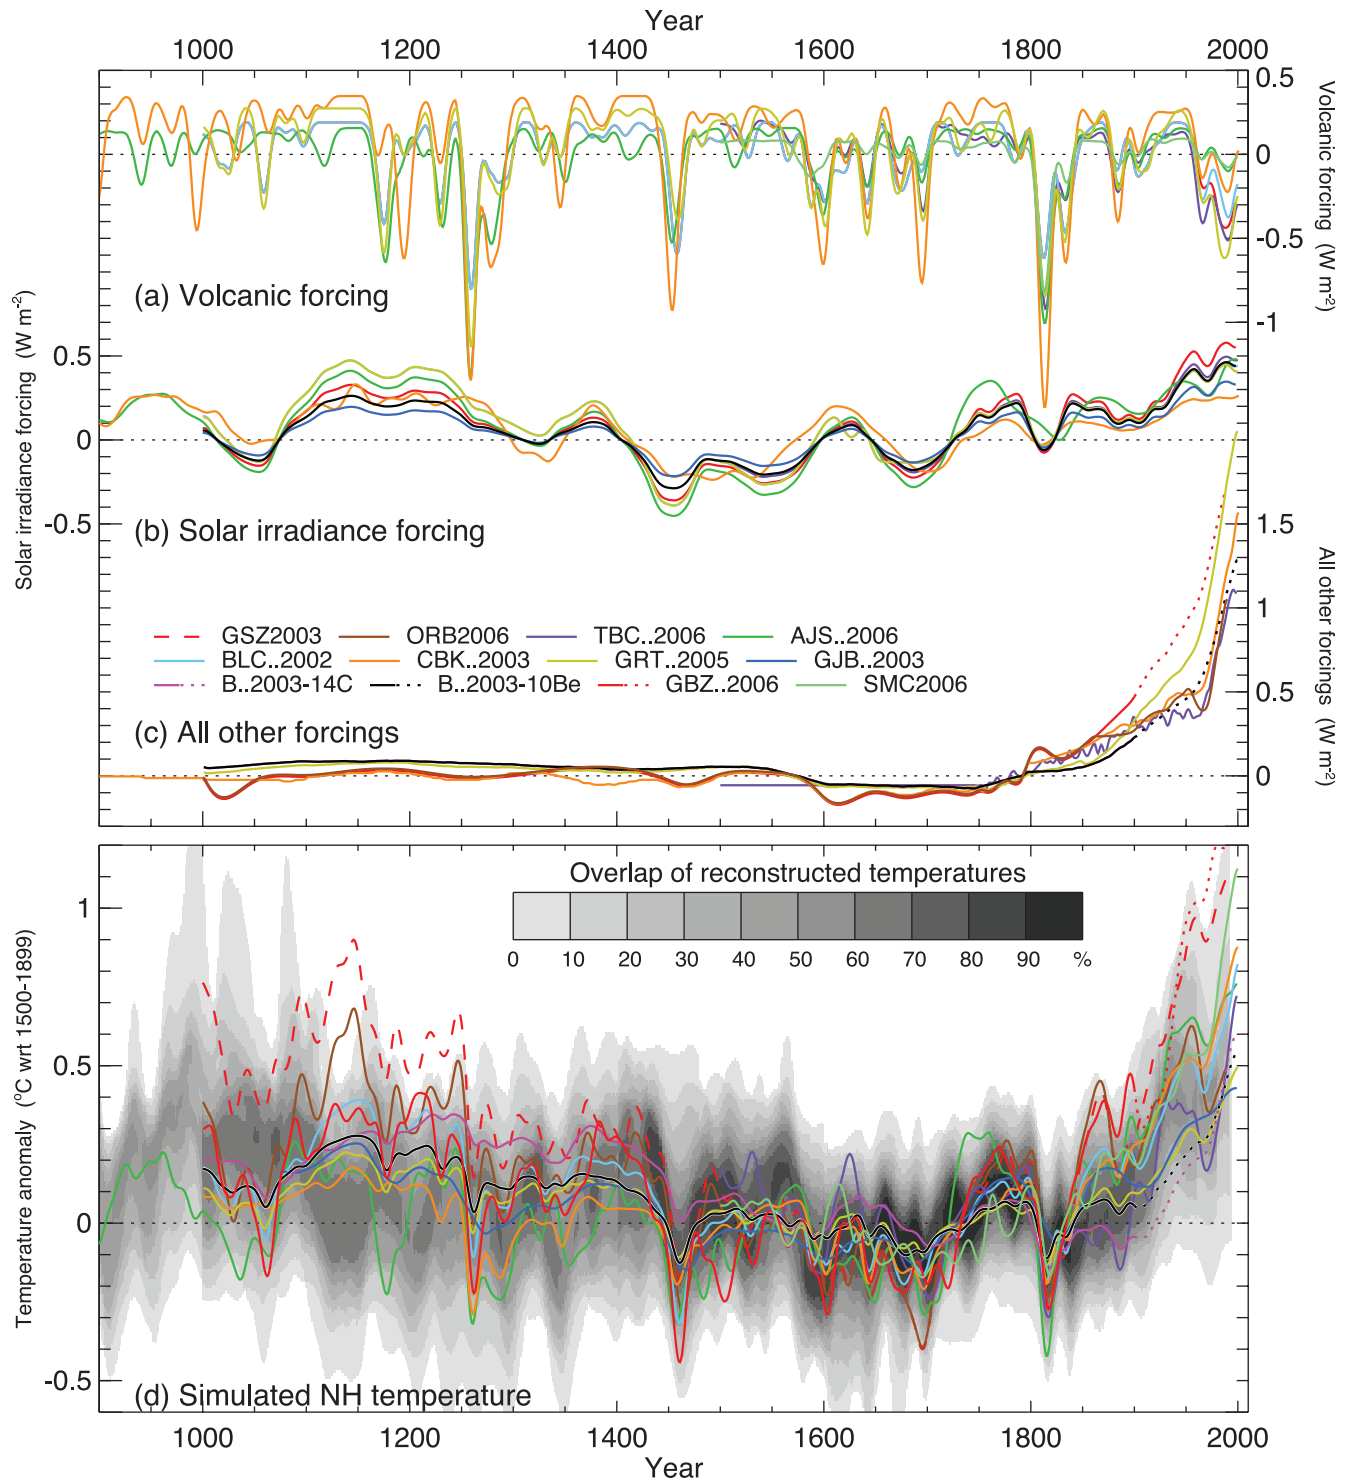 Year
1000 1200 1400 1600 1800 2000
0.5
0
-0.5
-1
Volcanic forcing (W m-2)
(a) Volcanic forcing
0.5
0
-0.5
Solar irradiance forcing (W m-2)
(b) Solar irradiance forcing
1.5
1
0.5
0
All other forcings (W m-2)
GSZ2003 ORB2006 TBC..2006 AJS..2006
BLC..2002 CBK..2003 GRT..2005 GJB..2003
B..2003-14C B..2003-10Be GBZ..2006 SMC2006
(c) All other forcings
Overlap of reconstructed temperatures
0 10 20 30 40 50 60 70 80 90 %
1
0.5
0
-0.5
Temperature anomaly (°C wrt 1500-1899)
(d) Simulated NH temperature
1000 1200 1400 1600 1800 2000
Year